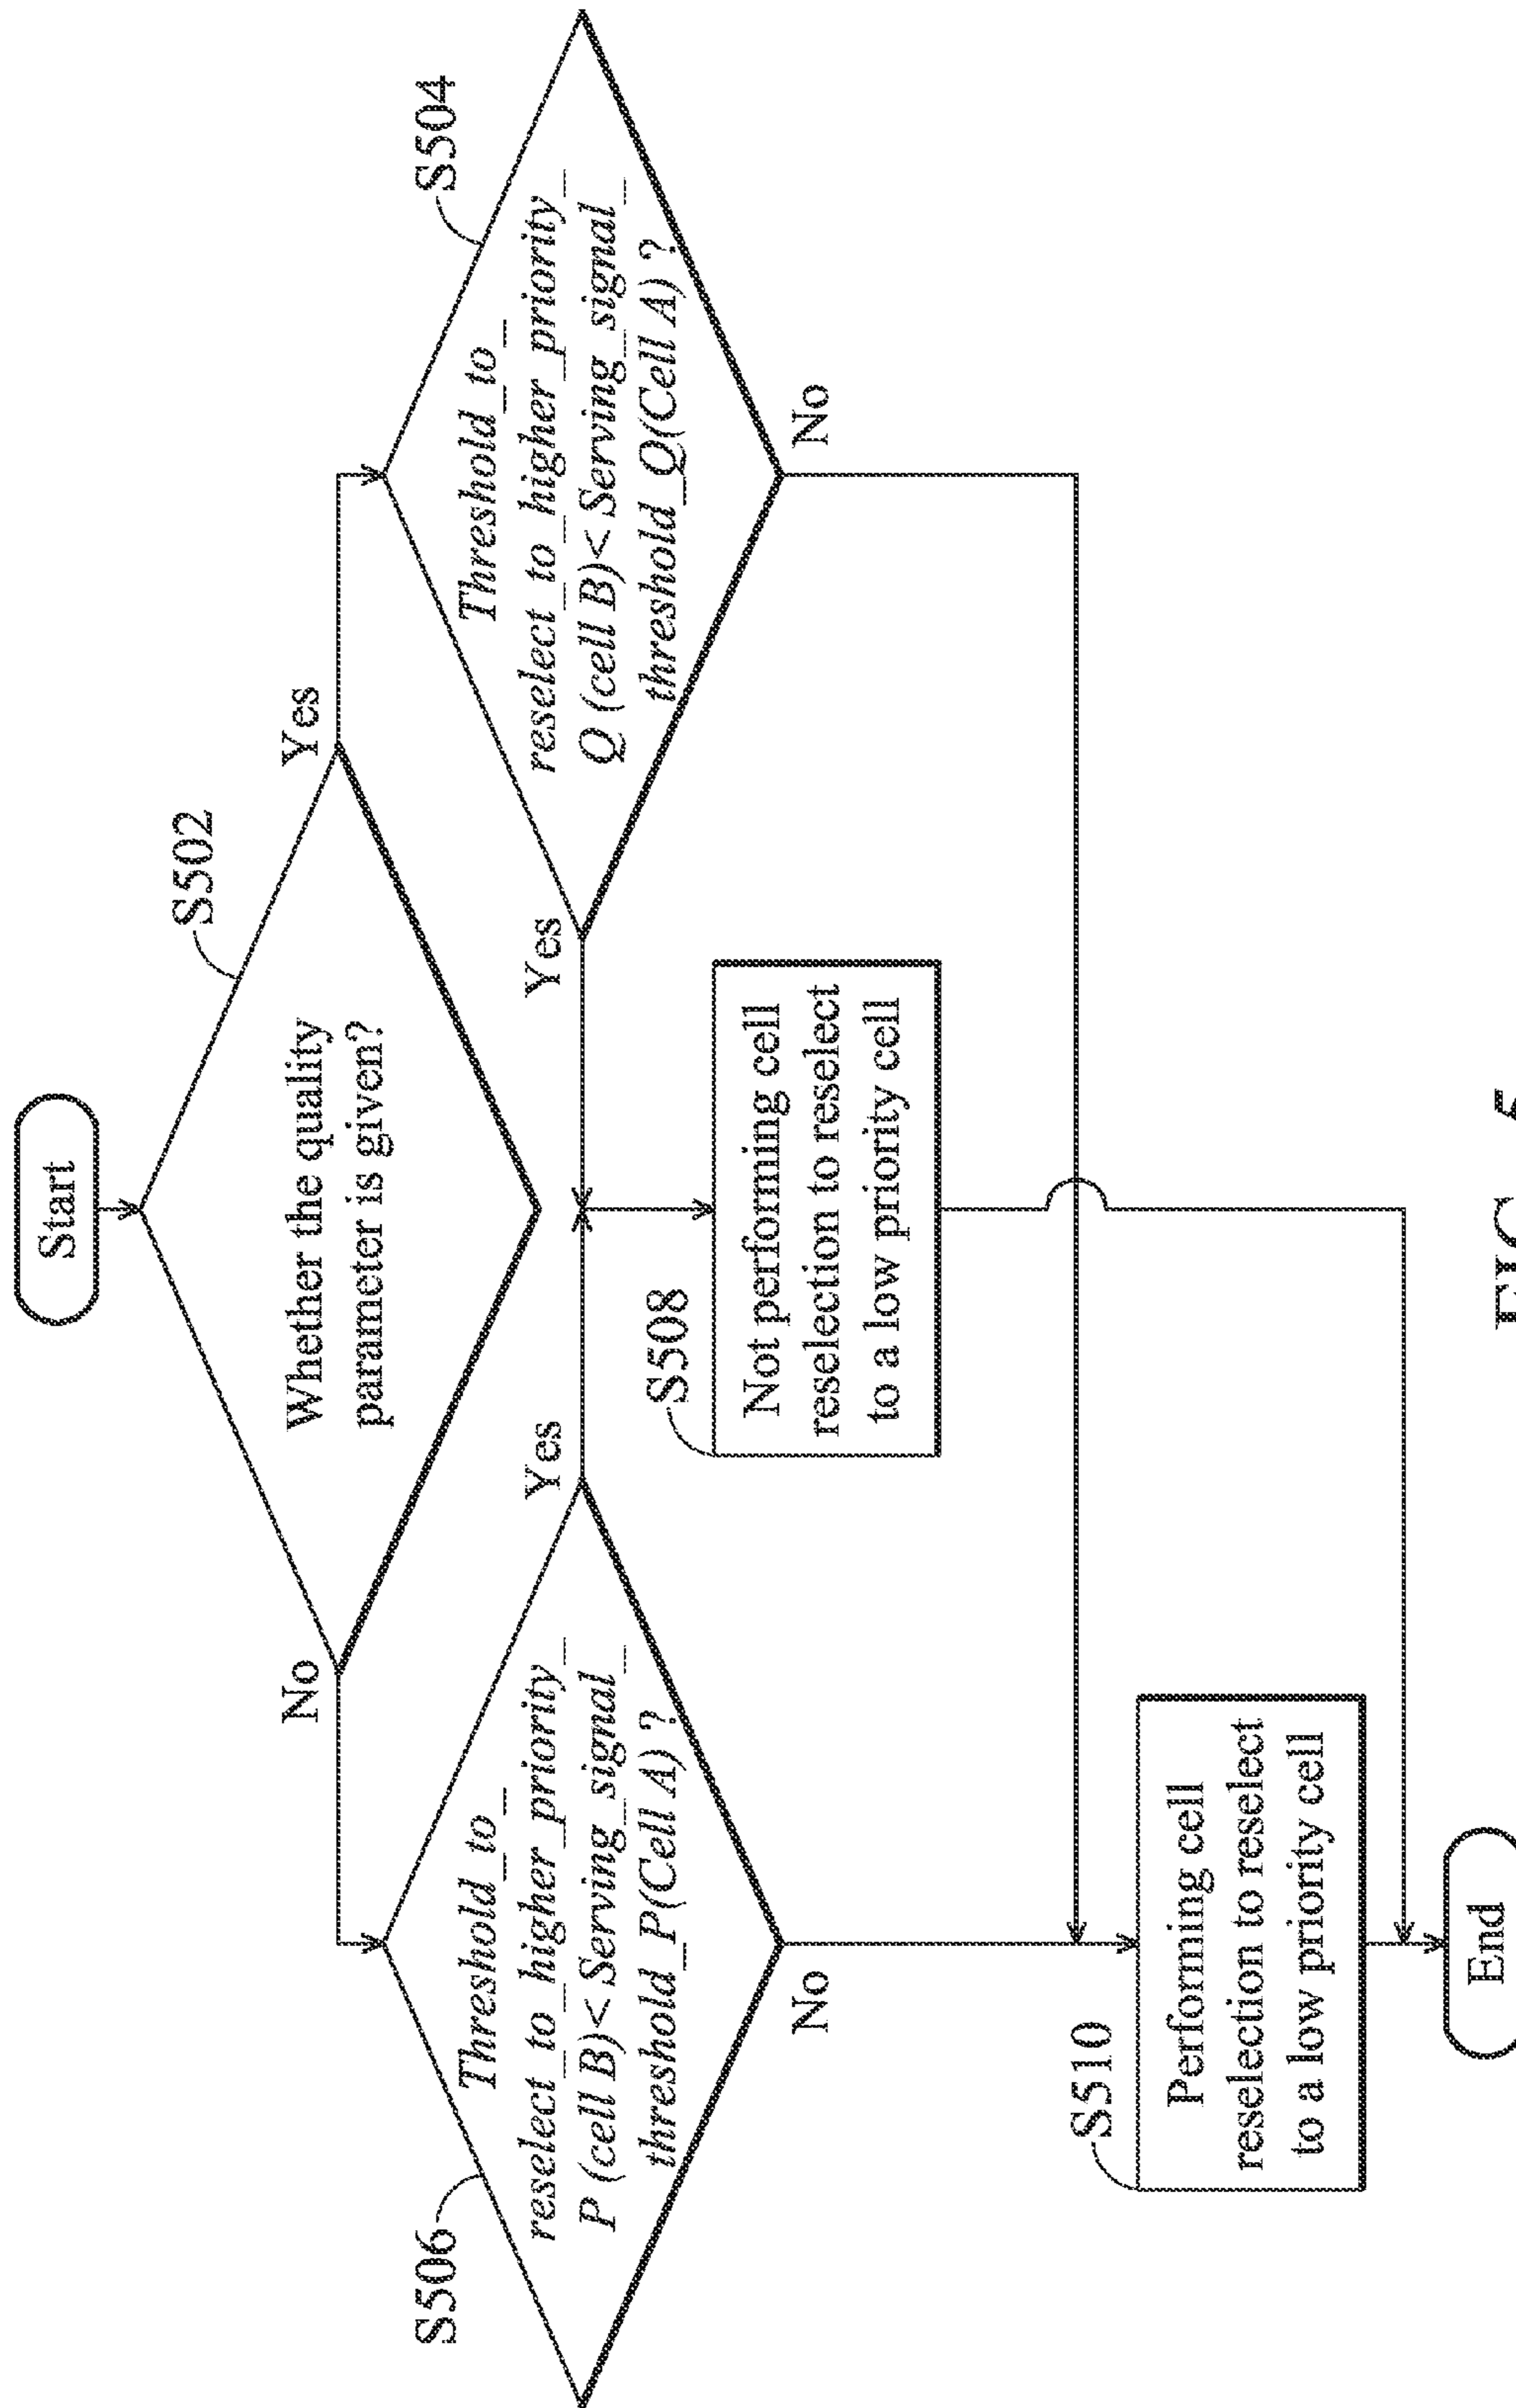 Start
S502
Whether the quality
parameter is given?
No
Yes
S506
Threshold_to_
reselect_to_higher_priority_
P (cell B)< Serving_signal_
threshold_P(Cell A) ?
Yes
No
S504
Threshold_to_
reselect_to_higher_priority_
Q (cell B)< Serving_signal_
threshold_Q(Cell A) ?
Yes
No
S508
Not performing cell
reselection to reselect
to a low priority cell
S510
Performing cell
reselection to reselect
to a low priority cell
End